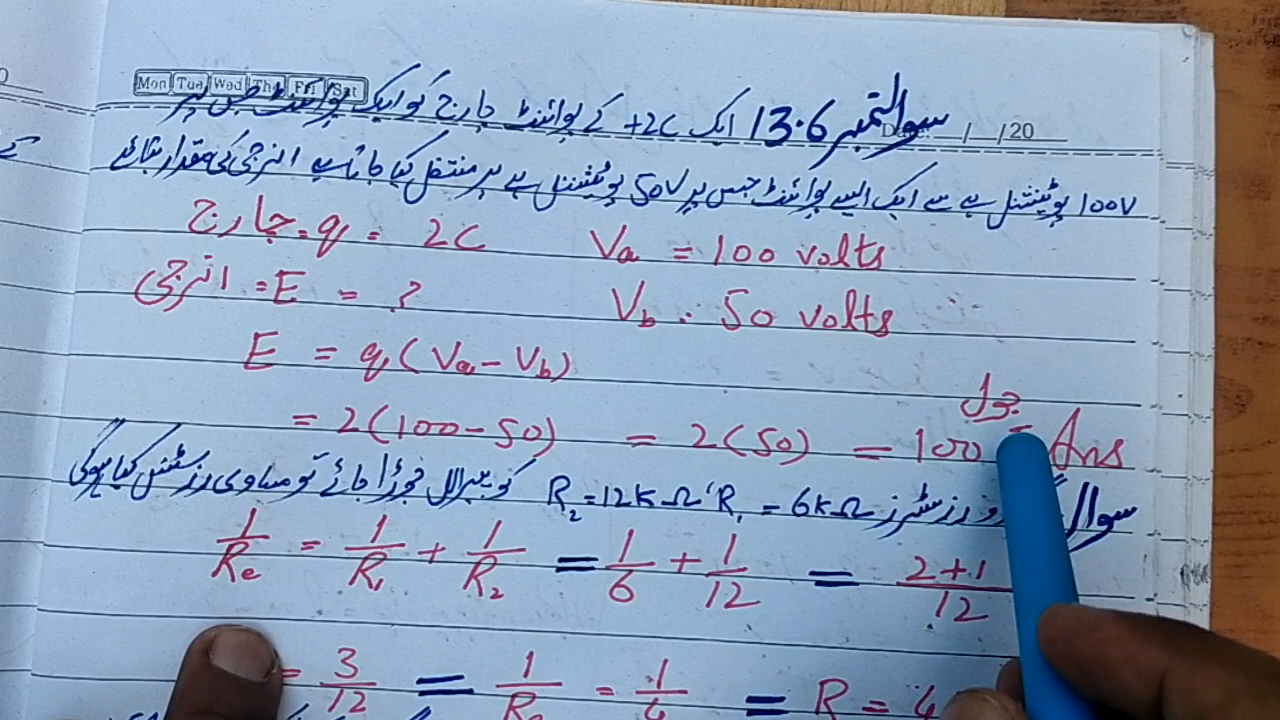 Mon Tue Wed Thu Fri Sat
/ /20
سوال نمبر 13.6 ایک +2C کے پوائنٹ چارج کو ایک پوائنٹ جس پر
100V پوٹینشل ہے سے ایک ایسے پوائنٹ جس پر 50V پوٹینشل ہے پر منتقل کیا جاتا ہے انرجی کی مقدار بتائے
چارج = q = 2C Va = 100 volts
انرجی = E = ? Vb = 50 volts
E = q(Va - Vb)
= 2(100-50) = 2(50) = 100 جول Ans
سوال دو رزسٹرز R1 = 6kΩ ' R2 = 12kΩ کو پیرالل جوڑا جائے تو مساوی رزسٹنس کیا ہوگی
1/Re = 1/R1 + 1/R2 = 1/6 + 1/12 = 2+1/12
= 3/12 = 1/Re = 1/4 = R = 4